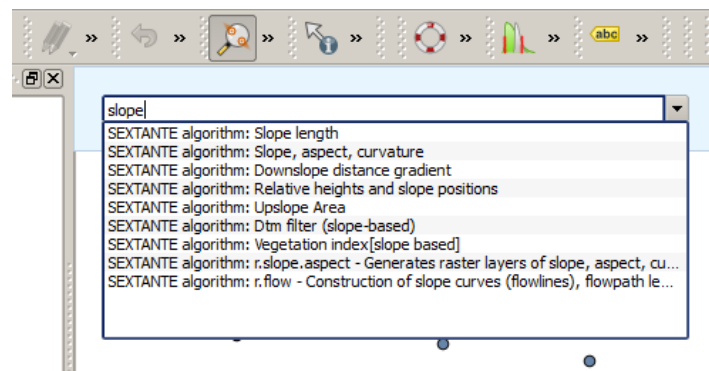 » » » » » » abc »
slope
SEXTANTE algorithm: Slope length
SEXTANTE algorithm: Slope, aspect, curvature
SEXTANTE algorithm: Downslope distance gradient
SEXTANTE algorithm: Relative heights and slope positions
SEXTANTE algorithm: Upslope Area
SEXTANTE algorithm: Dtm filter (slope-based)
SEXTANTE algorithm: Vegetation index[slope based]
SEXTANTE algorithm: r.slope.aspect - Generates raster layers of slope, aspect, cu...
SEXTANTE algorithm: r.flow - Construction of slope curves (flowlines), flowpath le...